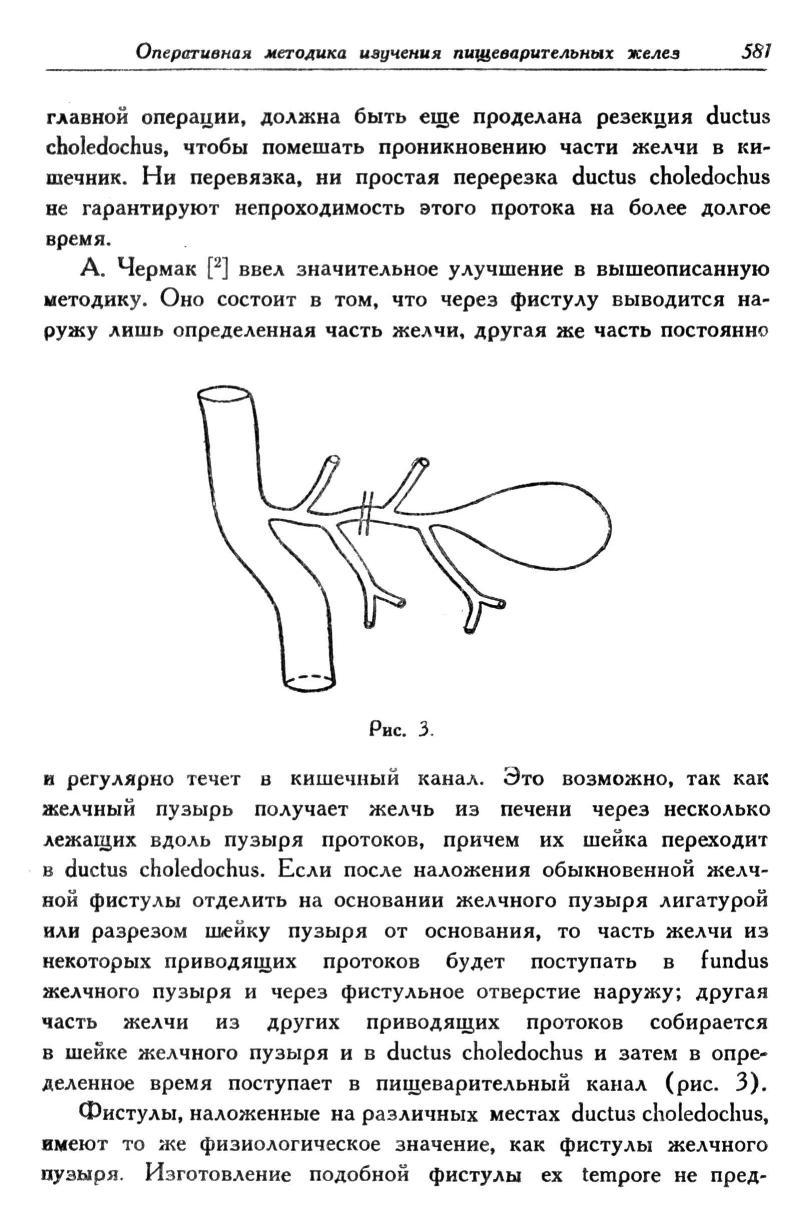 Оперативная методика изучения пищеварительных желез 581
главной операции, должна быть еще проделана резекция ductus
choledochus, чтобы помешать проникновению части желчи в ки-
шечник. Ни перевязка, ни простая перерезка ductus choledochus
не гарантируют непроходимость этого протока на более долгое
время.
А. Чермак [²] ввел значительное улучшение в вышеописанную
методику. Оно состоит в том, что через фистулу выводится на-
ружу лишь определенная часть желчи, другая же часть постоянно
Рис. 3.
и регулярно течет в кишечный канал. Это возможно, так как
желчный пузырь получает желчь из печени через несколько
лежащих вдоль пузыря протоков, причем их шейка переходит
в ductus choledochus. Если после наложения обыкновенной желч-
ной фистулы отделить на основании желчного пузыря лигатурой
или разрезом шейку пузыря от основания, то часть желчи из
некоторых приводящих протоков будет поступать в fundus
желчного пузыря и через фистульное отверстие наружу; другая
часть желчи из других приводящих протоков собирается
в шейке желчного пузыря и в ductus choledochus и затем в опре-
деленное время поступает в пищеварительный канал (рис. 3).
Фистулы, наложенные на различных местах ductus choledochus,
имеют то же физиологическое значение, как фистулы желчного
пузыря. Изготовление подобной фистулы ex tempore не пред-